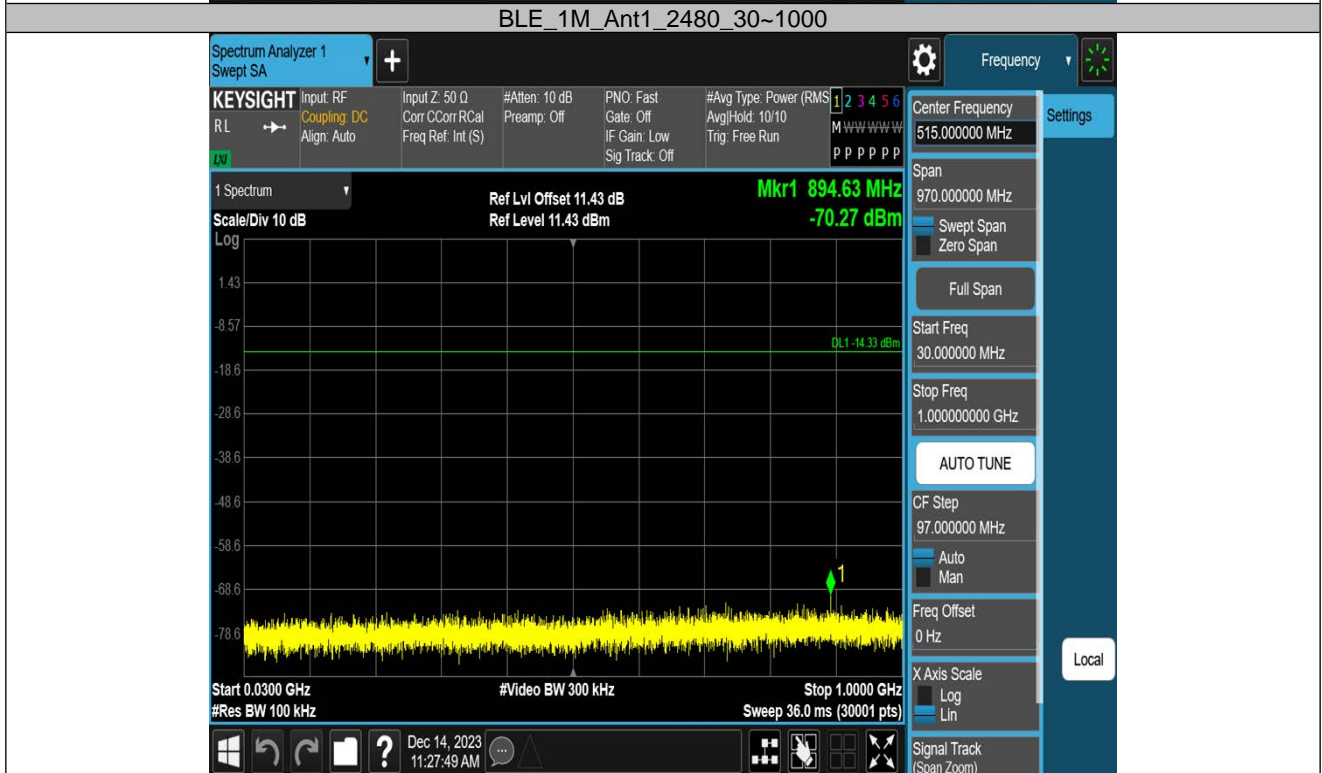 BLE_1M_Ant1_2480_30~1000
Spectrum Analyzer 1
Swept SA
+
Frequency
KEYSIGHT
RL
LXI
Input: RF
Coupling: DC
Align: Auto
Input Z: 50 Ω
Corr CCorr RCal
Freq Ref: Int (S)
#Atten: 10 dB
Preamp: Off
PNO: Fast
Gate: Off
IF Gain: Low
Sig Track: Off
#Avg Type: Power (RMS
Avg|Hold: 10/10
Trig: Free Run
1 2 3 4 5 6
M W W W W W
P P P P P P
1 Spectrum
Scale/Div 10 dB
Log
Ref Lvl Offset 11.43 dB
Ref Level 11.43 dBm
Mkr1 894.63 MHz
-70.27 dBm
1.43
-8.57
DL1 -14.33 dBm
-18.6
-28.6
-38.6
-48.6
-58.6
1
-68.6
-78.6
Start 0.0300 GHz
#Video BW 300 kHz
Stop 1.0000 GHz
#Res BW 100 kHz
Sweep 36.0 ms (30001 pts)
?
Dec 14, 2023
11:27:49 AM
Center Frequency
515.000000 MHz
Settings
Span
970.000000 MHz
Swept Span
Zero Span
Full Span
Start Freq
30.000000 MHz
Stop Freq
1.000000000 GHz
AUTO TUNE
CF Step
97.000000 MHz
Auto
Man
Freq Offset
0 Hz
Local
X Axis Scale
Log
Lin
Signal Track
(Span Zoom)